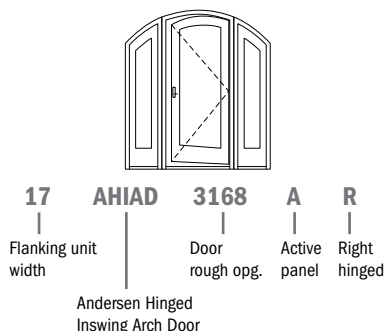 17 AHIAD 3168 A R
Flanking unit width
Door rough opg.
Active panel
Right hinged
Andersen Hinged
Inswing Arch Door